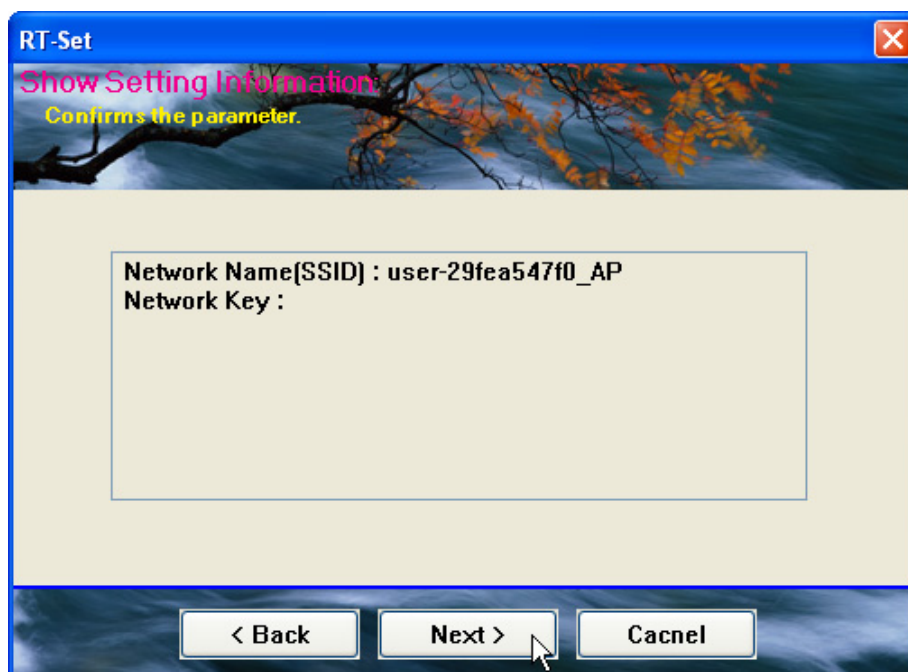 RT-Set
Show Setting Information:
Confirms the parameter.
Network Name(SSID) : user-29fea547f0_AP
Network Key :
< Back
Next >
Cacnel